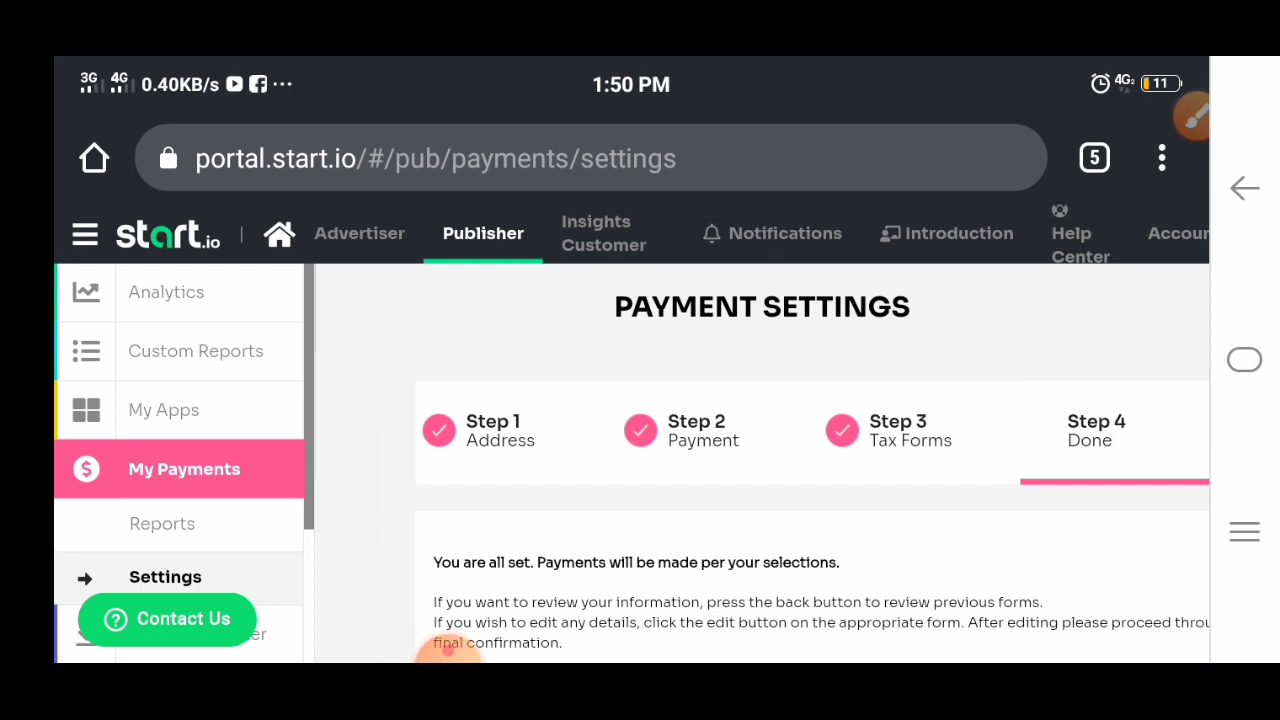 3G 4G 0.40KB/s ... 1:50 PM 4G2 11
portal.start.io/#/pub/payments/settings 5
start.io | Advertiser Publisher Insights Customer Notifications Introduction Help Center Accoun
Analytics
Custom Reports
My Apps
My Payments
Reports
Settings
Contact Us
er
PAYMENT SETTINGS
Step 1 Step 2 Step 3 Step 4
Address Payment Tax Forms Done
You are all set. Payments will be made per your selections.
If you want to review your information, press the back button to review previous forms.
If you wish to edit any details, click the edit button on the appropriate form. After editing please proceed throu
final confirmation.